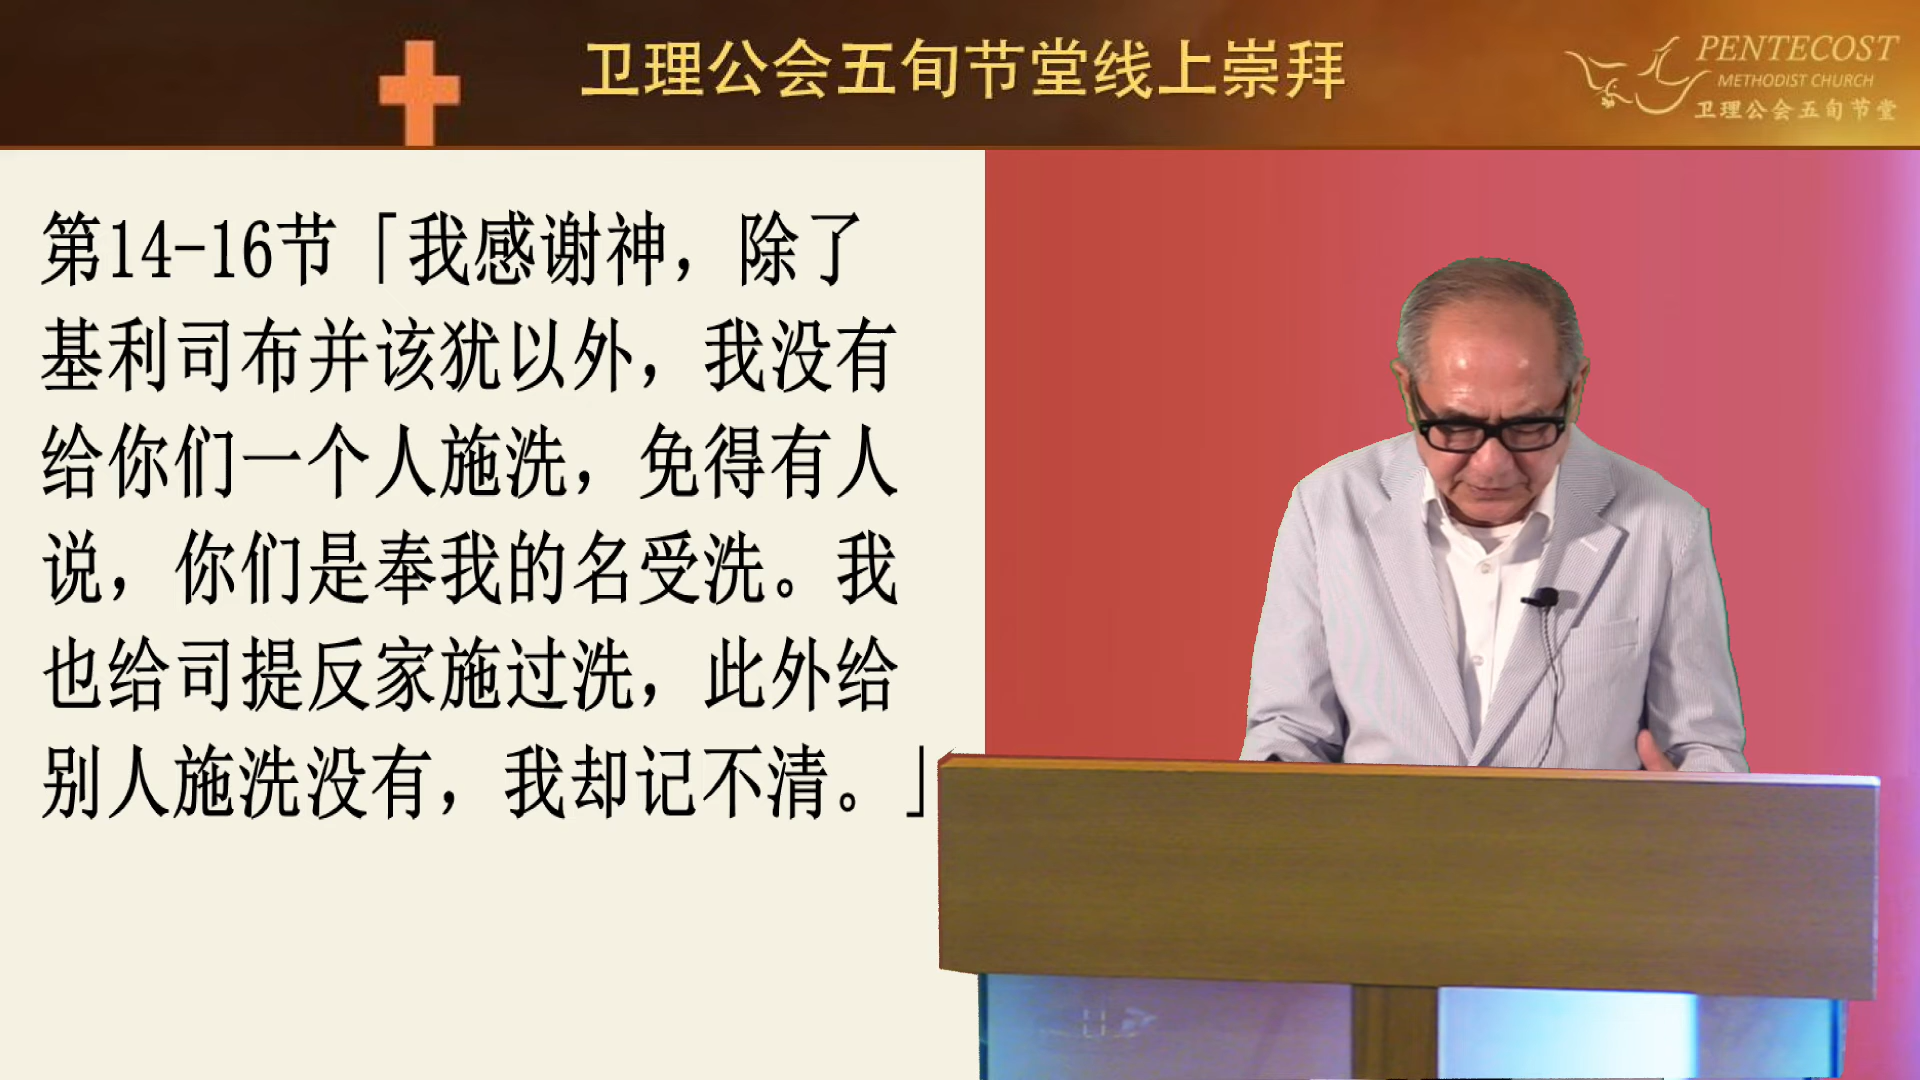 卫理公会五旬节堂线上崇拜
PENTECOST
METHODIST CHURCH
卫理公会五旬节堂
第14-16节「我感谢神，除了
基利司布并该犹以外，我没有
给你们一个人施洗，免得有人
说，你们是奉我的名受洗。我
也给司提反家施过洗，此外给
别人施洗没有，我却记不清。」